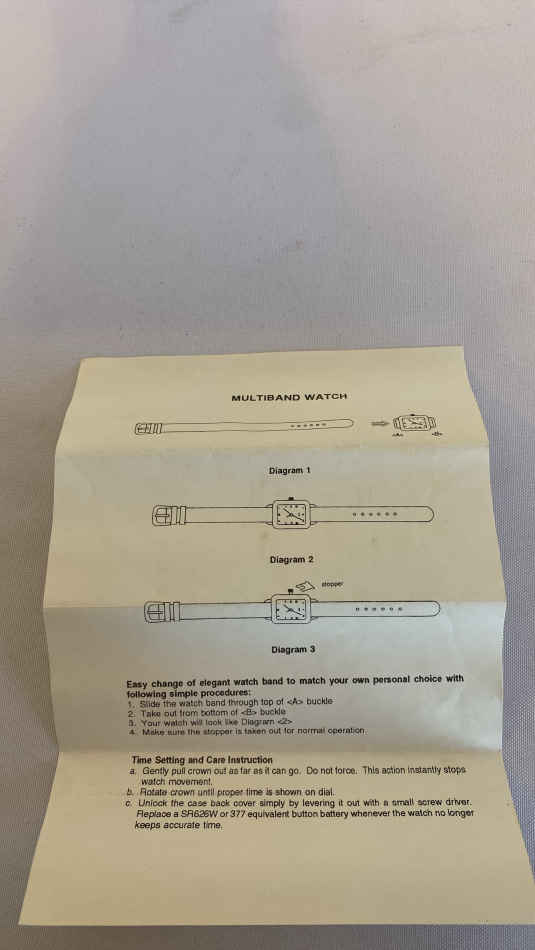 MULTIBAND WATCH
<A> <B>
Diagram 1
Diagram 2
stopper
Diagram 3
Easy change of elegant watch band to match your own personal choice with
following simple procedures:
1. Slide the watch band through top of <A> buckle
2. Take out from bottom of <B> buckle
3. Your watch will look like Diagram <2>
4. Make sure the stopper is taken out for normal operation
Time Setting and Care Instruction
a. Gently pull crown out as far as it can go. Do not force. This action instantly stops
watch movement.
b. Rotate crown until proper time is shown on dial.
c. Unlock the case back cover simply by levering it out with a small screw driver.
Replace a SR626W or 377 equivalent button battery whenever the watch no longer
keeps accurate time.